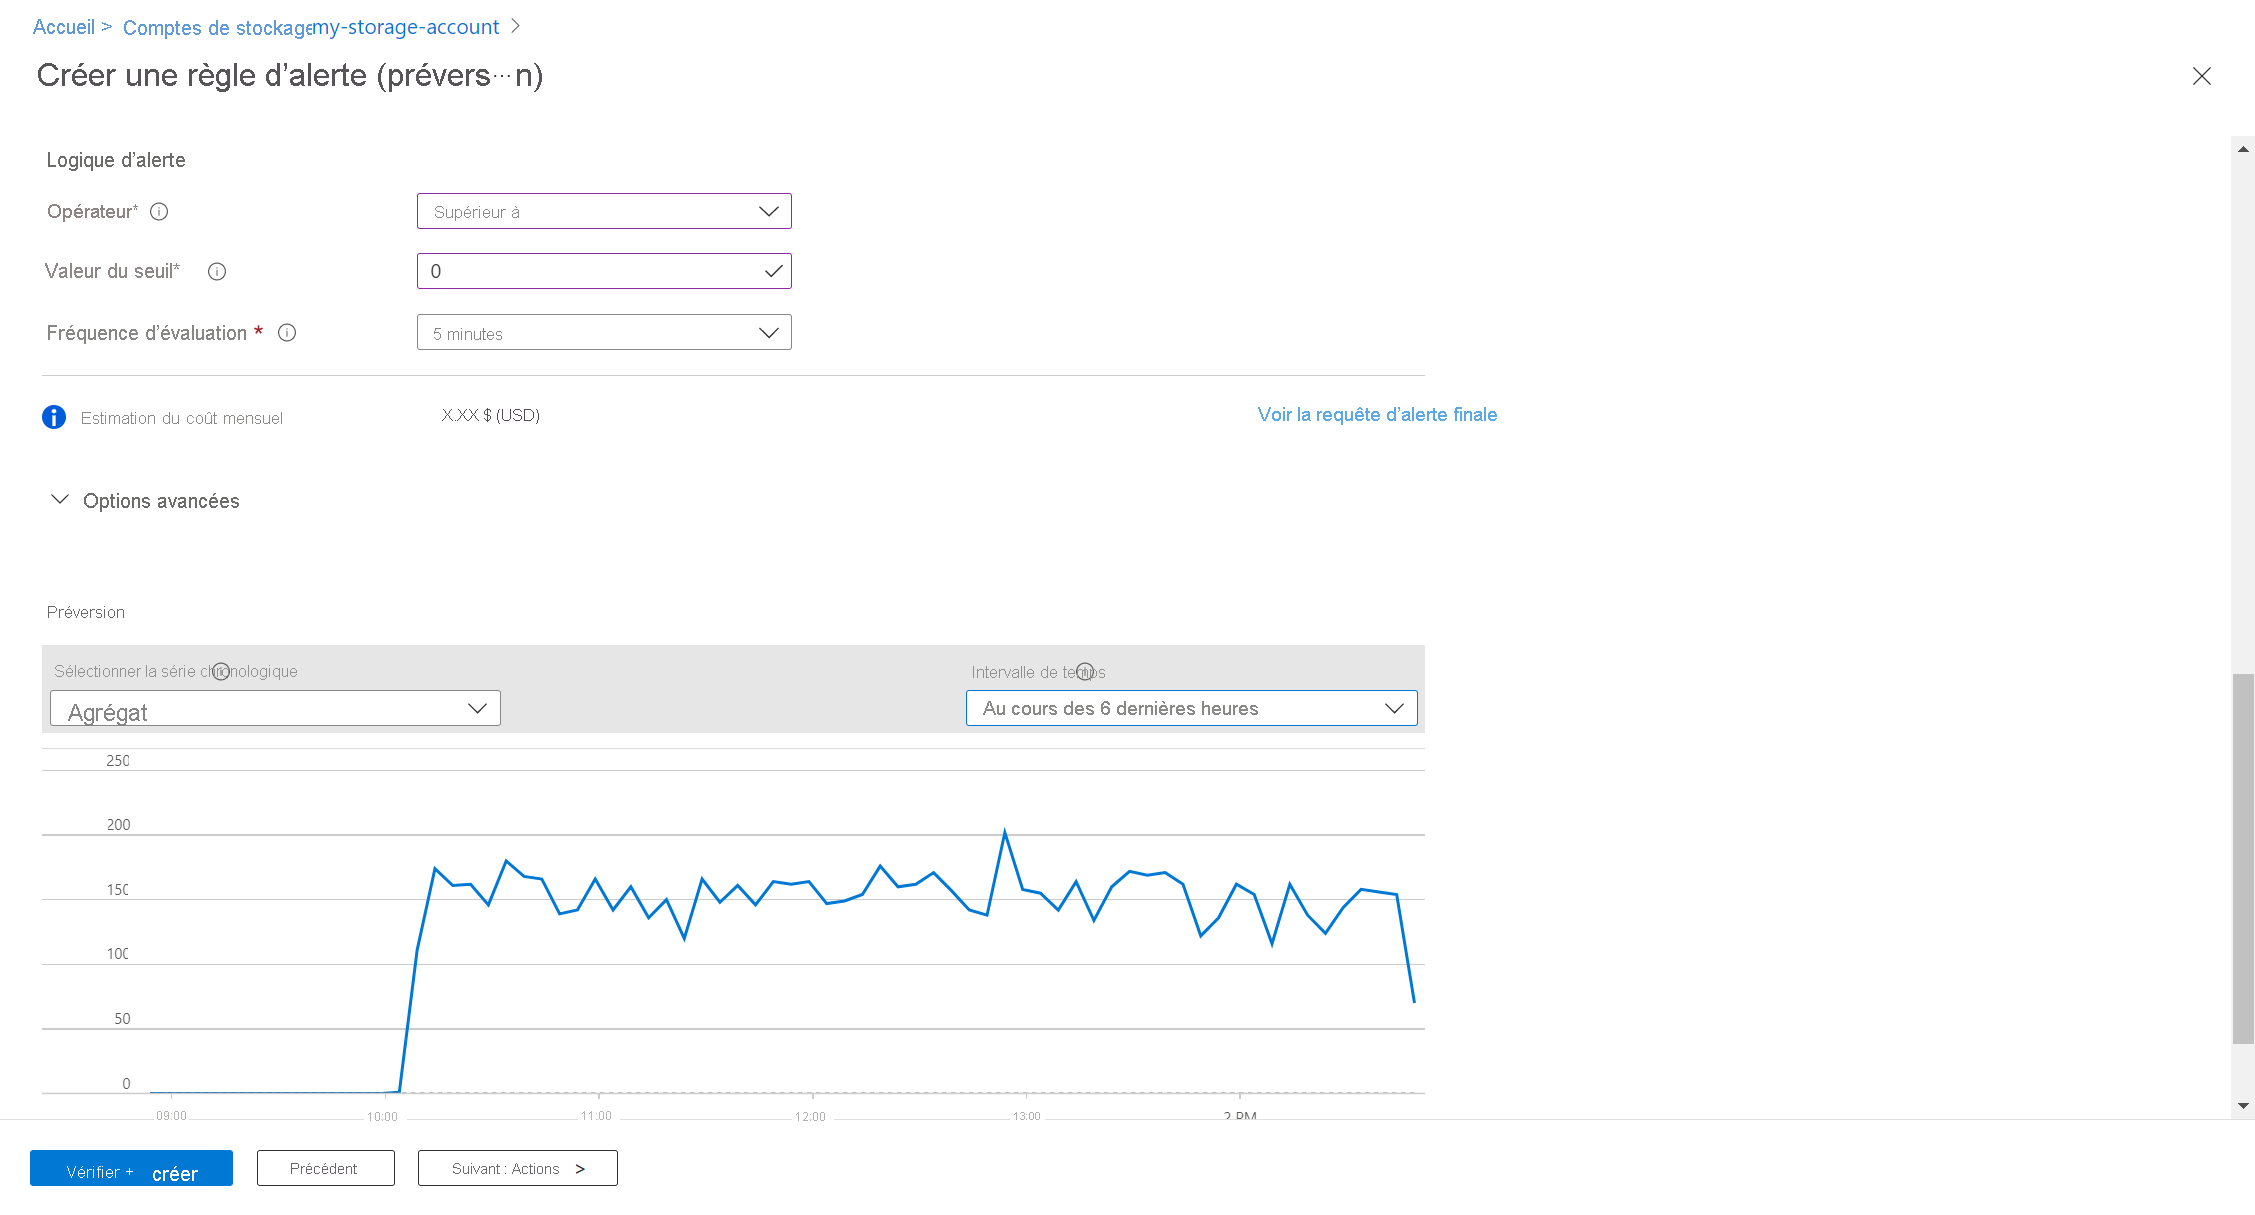 Accueil > Comptes de stockage my-storage-account >
Créer une règle d’alerte (prévers···n)
Logique d’alerte
Opérateur* Supérieur à
Valeur du seuil* 0
Fréquence d’évaluation * 5 minutes
Estimation du coût mensuel X.XX $ (USD) Voir la requête d’alerte finale
Options avancées
Préversion
Sélectionner la série chronologique Intervalle de temps
Agrégat Au cours des 6 dernières heures
250
200
150
100
50
0
09:00 10:00 11:00 12:00 13:00 2 PM
Vérifier + créer Précédent Suivant : Actions >